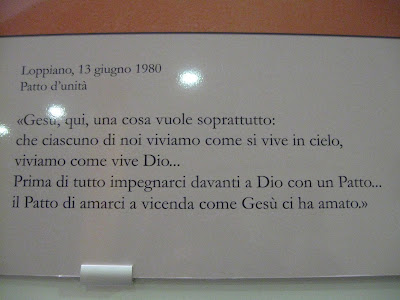 Loppiano, 13 giugno 1980
Patto d'unità
«Gesù, qui, una cosa vuole soprattutto:
che ciascuno di noi viviamo come si vive in cielo,
viviamo come vive Dio...
Prima di tutto impegnarci davanti a Dio con un Patto...
il Patto di amarci a vicenda come Gesù ci ha amato.»